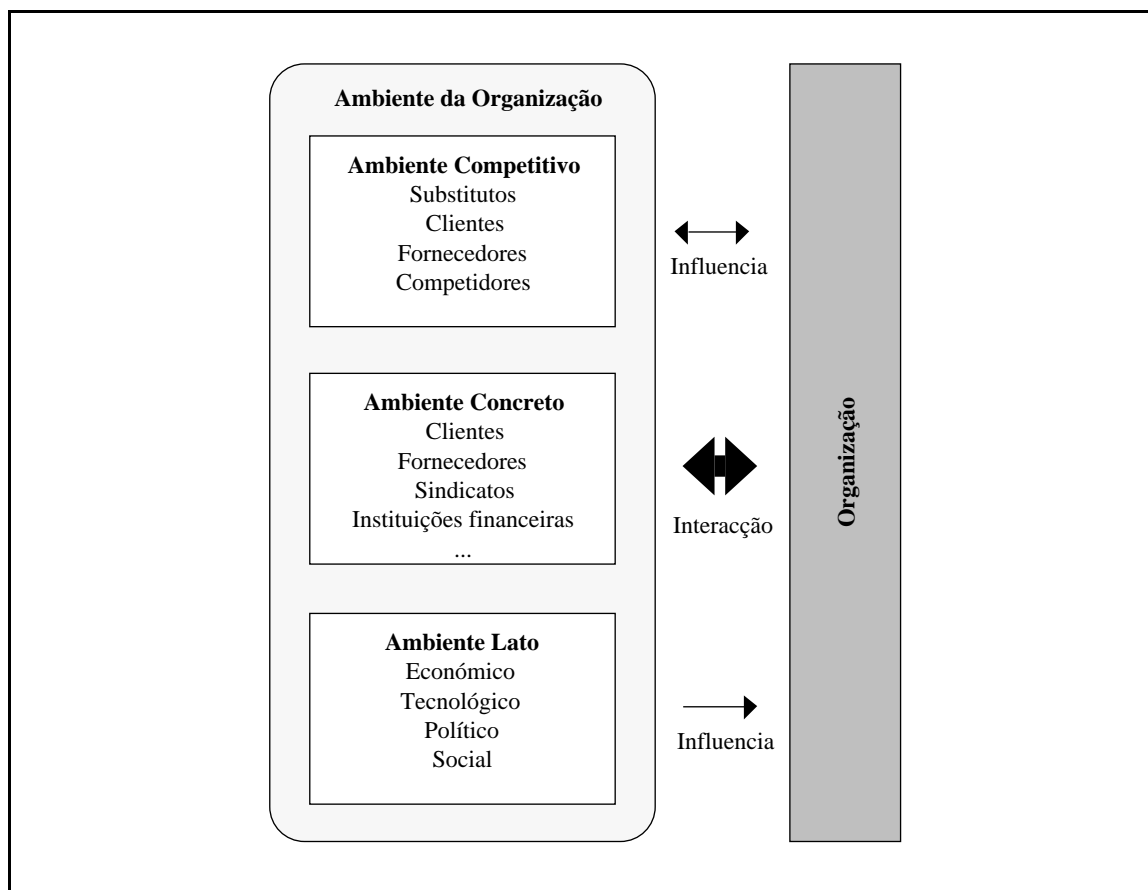 Ambiente da Organização
Ambiente Competitivo
Substitutos
Clientes
Fornecedores
Competidores
Influencia
Ambiente Concreto
Clientes
Fornecedores
Sindicatos
Instituições financeiras
...
Interacção
Ambiente Lato
Económico
Tecnológico
Político
Social
Influencia
Organização